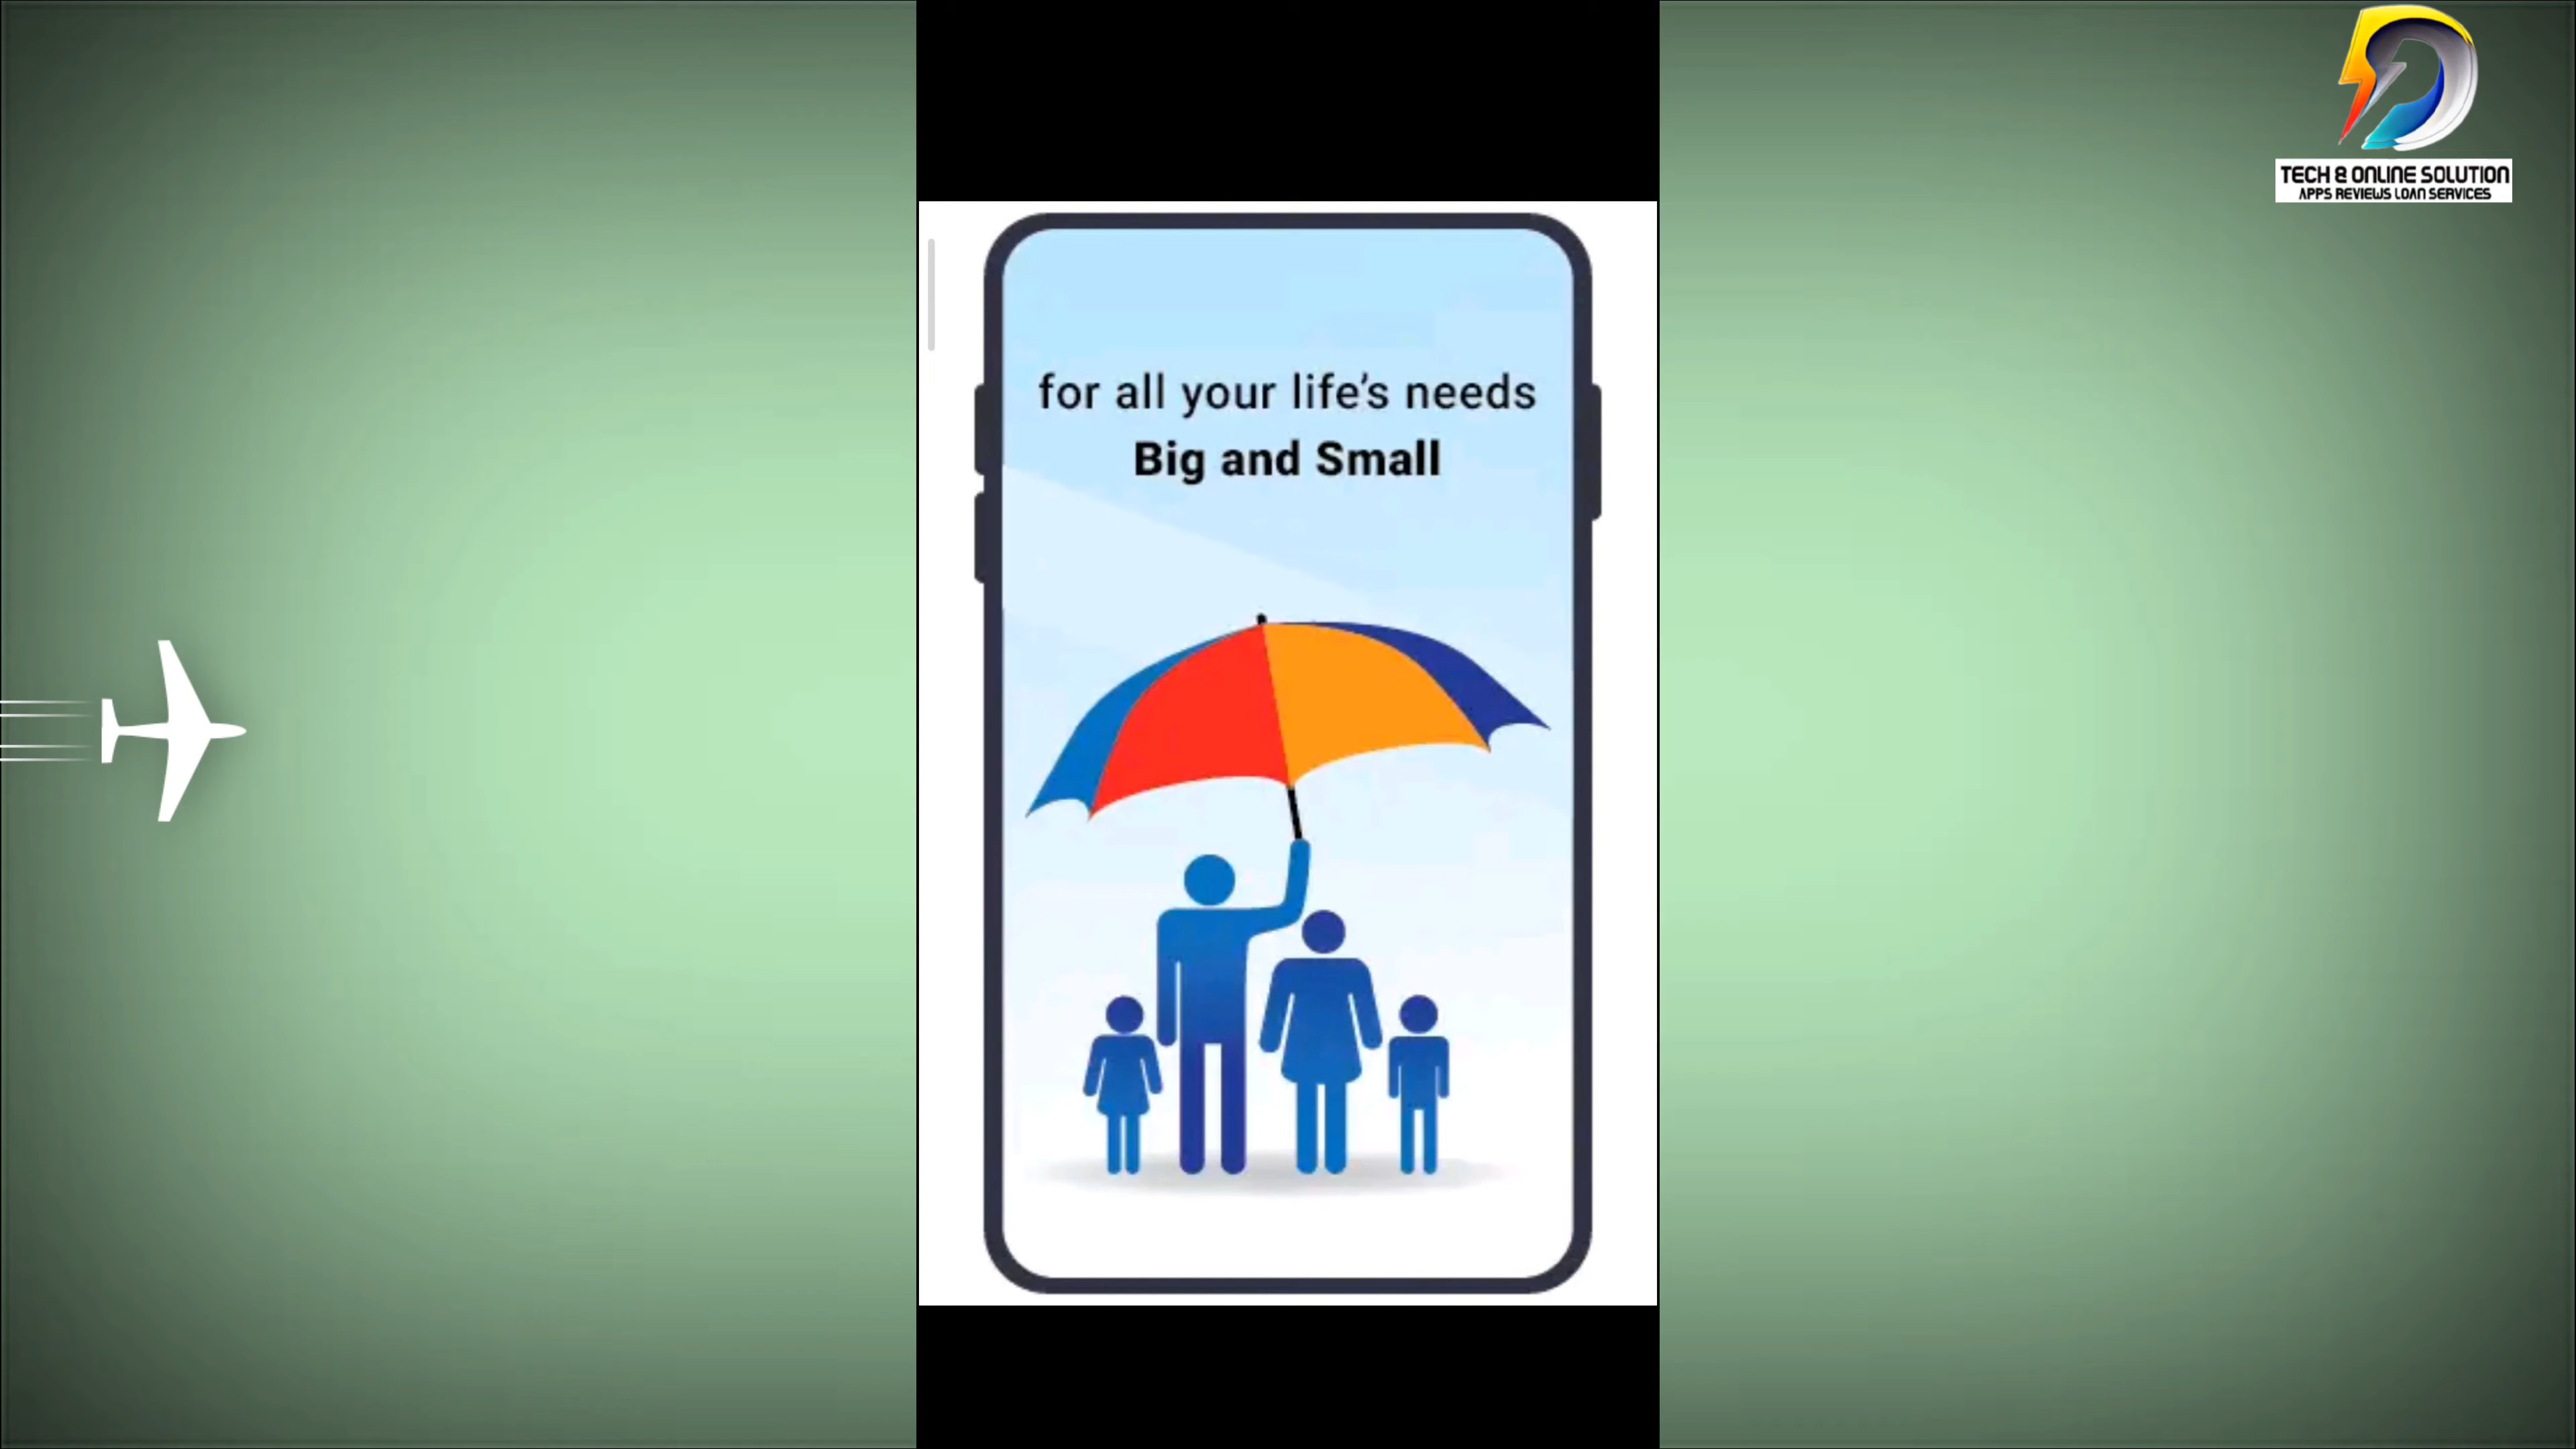 TECH & ONLINE SOLUTION
APPS REVIEWS LOAN SERVICES
for all your life's needs
Big and Small